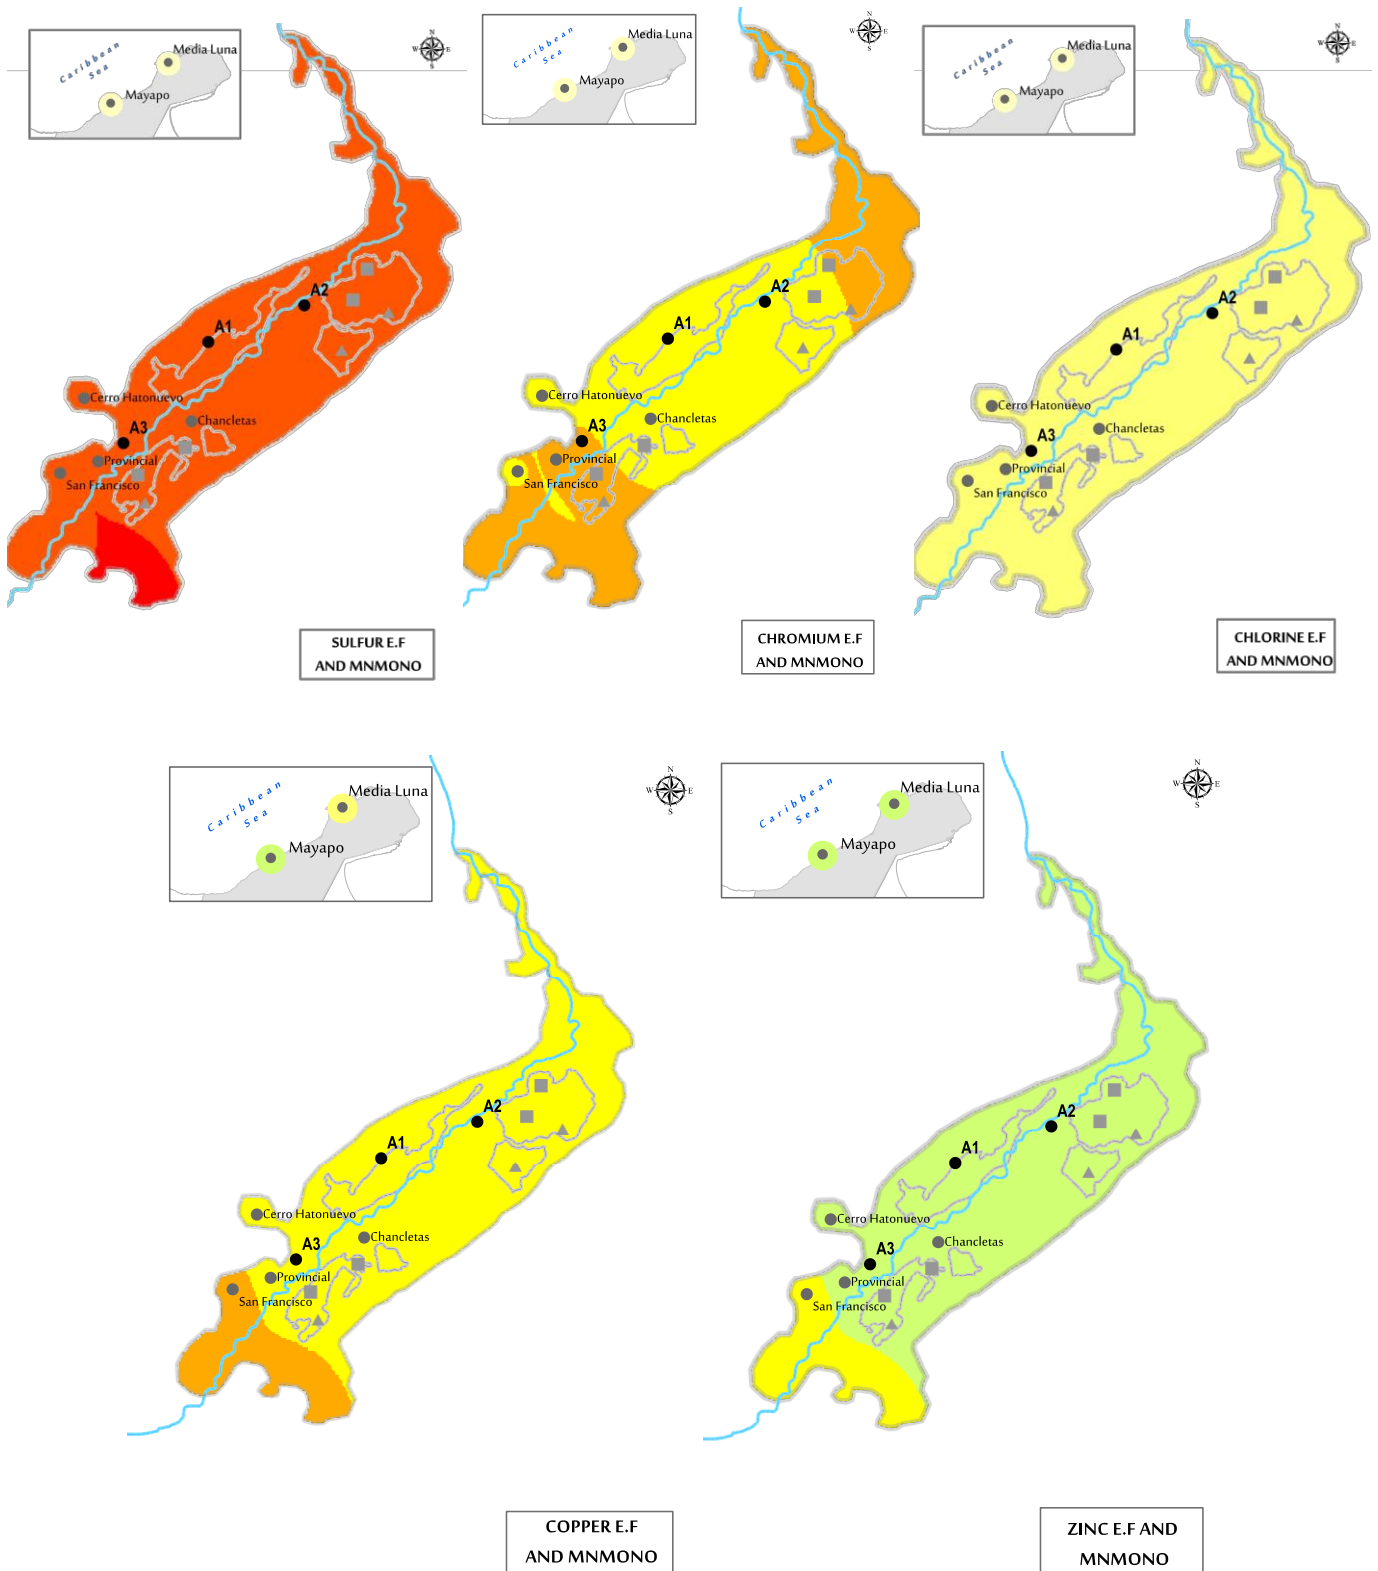 Caribbean
Sea
Media Luna
Mayapo
N
W
E
S
A2
A1
Cerro Hatonuevo
Chancletas
A3
Provincial
San Francisco
SULFUR E.F
AND MNMONO
Caribbean
Sea
Media Luna
Mayapo
N
W
E
S
A2
A1
Cerro Hatonuevo
Chancletas
A3
Provincial
San Francisco
CHROMIUM E.F
AND MNMONO
Caribbean
Sea
Media Luna
Mayapo
N
W
E
S
A2
A1
Cerro Hatonuevo
Chancletas
A3
Provincial
San Francisco
CHLORINE E.F
AND MNMONO
Caribbean
Sea
Media Luna
Mayapo
N
W
E
S
A2
A1
Cerro Hatonuevo
Chancletas
A3
Provincial
San Francisco
COPPER E.F
AND MNMONO
Caribbean
Sea
Media Luna
Mayapo
N
W
E
S
A2
A1
Cerro Hatonuevo
Chancletas
A3
Provincial
San Francisco
ZINC E.F AND
MNMONO